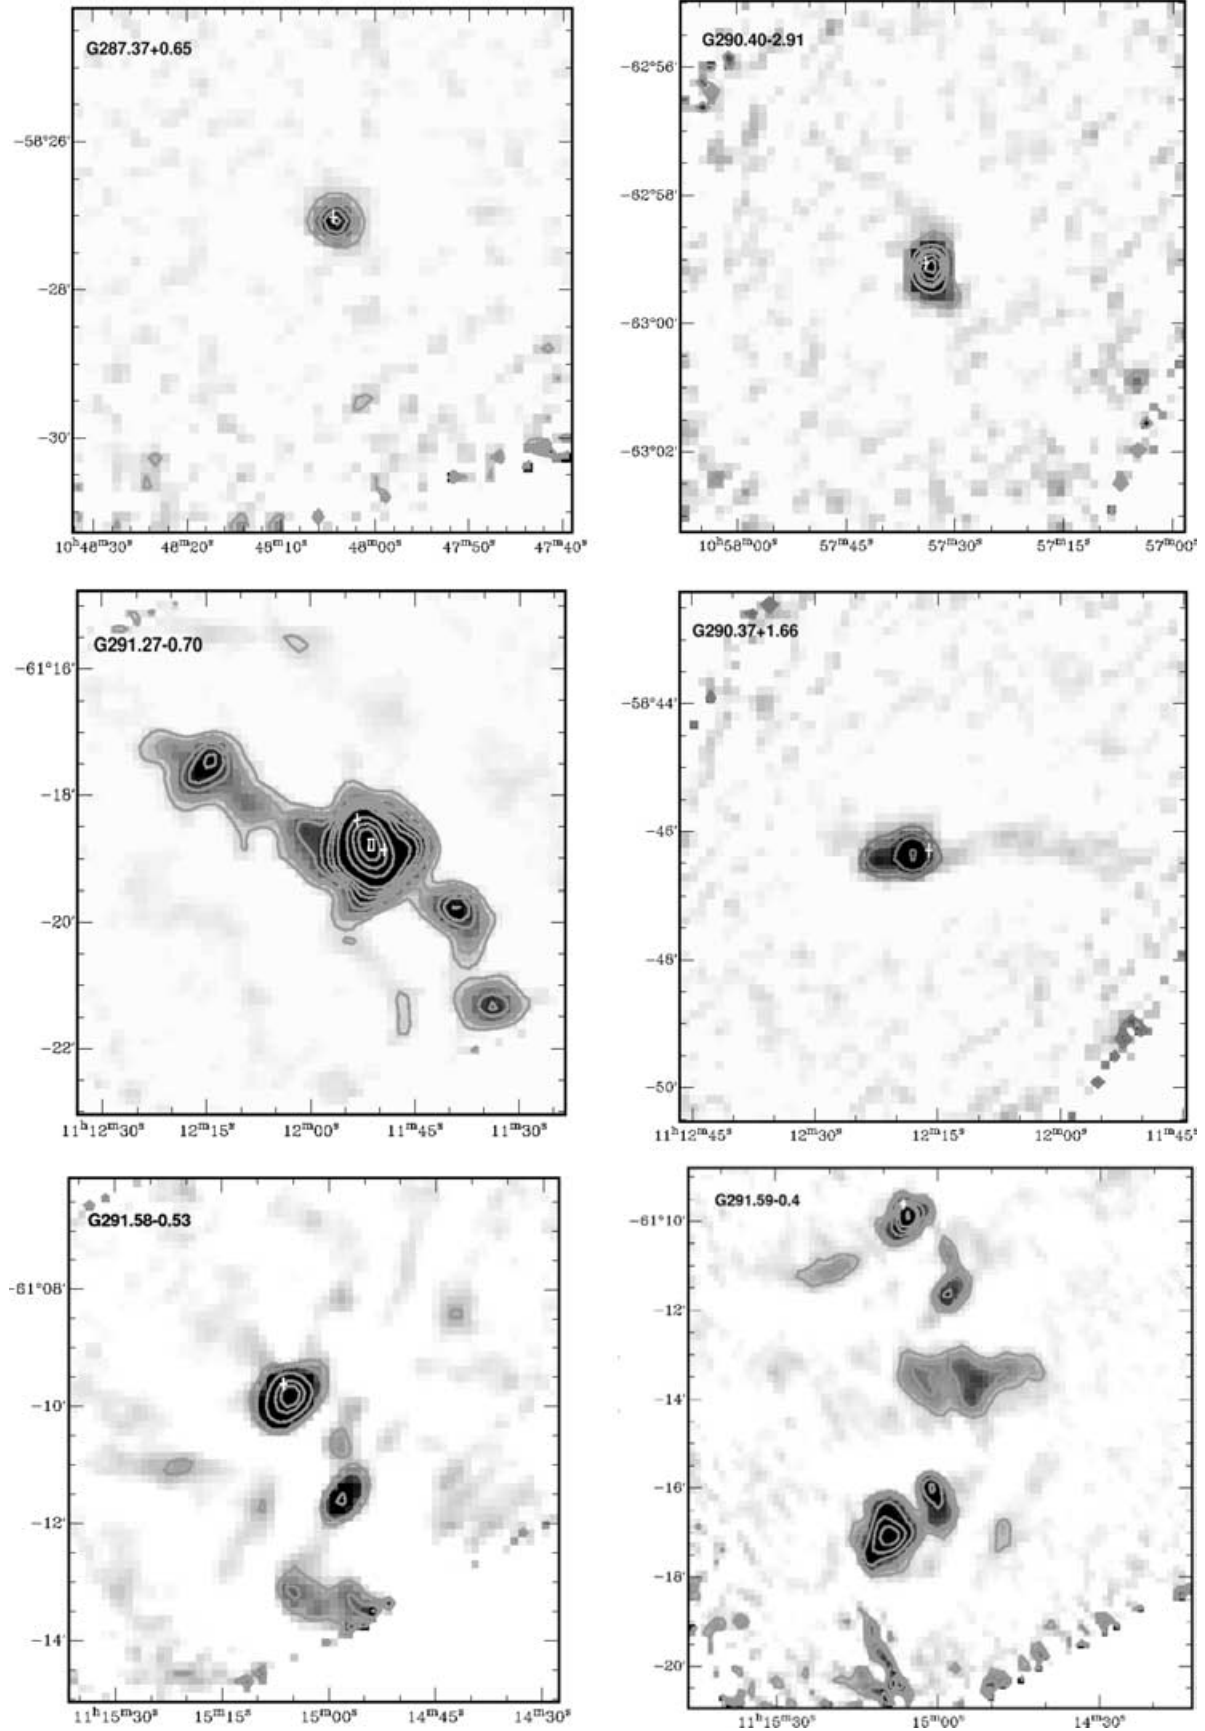 G287.37+0.65
−58°26′
−28′
−30′
10ʰ48ᵐ30ˢ 48ᵐ20ˢ 48ᵐ10ˢ 48ᵐ00ˢ 47ᵐ50ˢ 47ᵐ40ˢ
G290.40-2.91
−62°56′
−62°58′
−63°00′
−63°02′
10ʰ58ᵐ00ˢ 57ᵐ45ˢ 57ᵐ30ˢ 57ᵐ15ˢ 57ᵐ00ˢ
G291.27-0.70
−61°16′
−18′
−20′
−22′
11ʰ12ᵐ30ˢ 12ᵐ15ˢ 12ᵐ00ˢ 11ᵐ45ˢ 11ᵐ30ˢ
G290.37+1.66
−58°44′
−46′
−48′
−50′
11ʰ12ᵐ45ˢ 12ᵐ30ˢ 12ᵐ15ˢ 12ᵐ00ˢ 11ᵐ45ˢ
G291.58-0.53
−61°08′
−10′
−12′
−14′
11ʰ15ᵐ30ˢ 15ᵐ15ˢ 15ᵐ00ˢ 14ᵐ45ˢ 14ᵐ30ˢ
G291.59-0.4
−61°10′
−12′
−14′
−16′
−18′
−20′
11ʰ15ᵐ30ˢ 15ᵐ00ˢ 14ᵐ30ˢ